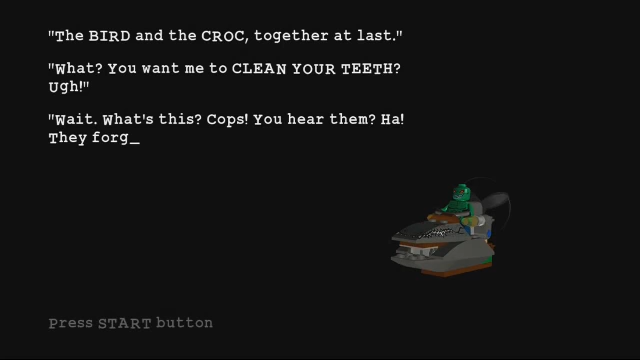 "The BIRD and the CROC, together at last."
"What? You want me to CLEAN YOUR TEETH?
Ugh!"
"Wait. What's this? Cops! You hear them? Ha!
They forg_
Press START button